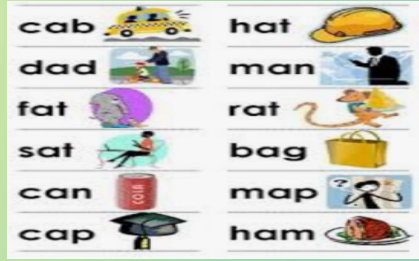 cab hat
dad man
fat rat
sat bag
can map
cap ham